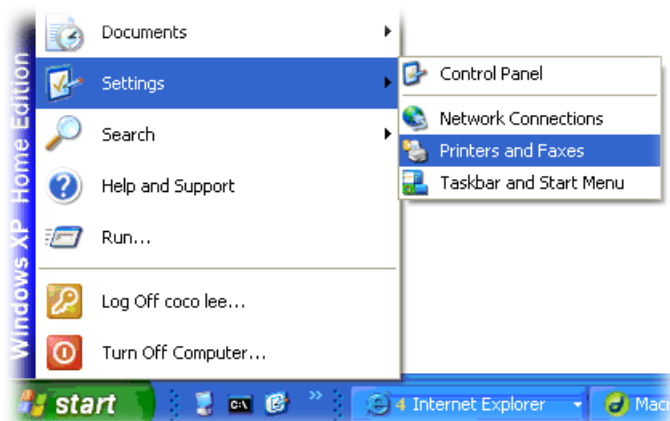 Documents
Settings
Search
Help and Support
Run...
Log Off coco lee...
Turn Off Computer...
Windows XP Home Edition
Control Panel
Network Connections
Printers and Faxes
Taskbar and Start Menu
start
C:\
»
4 Internet Explorer
Macr